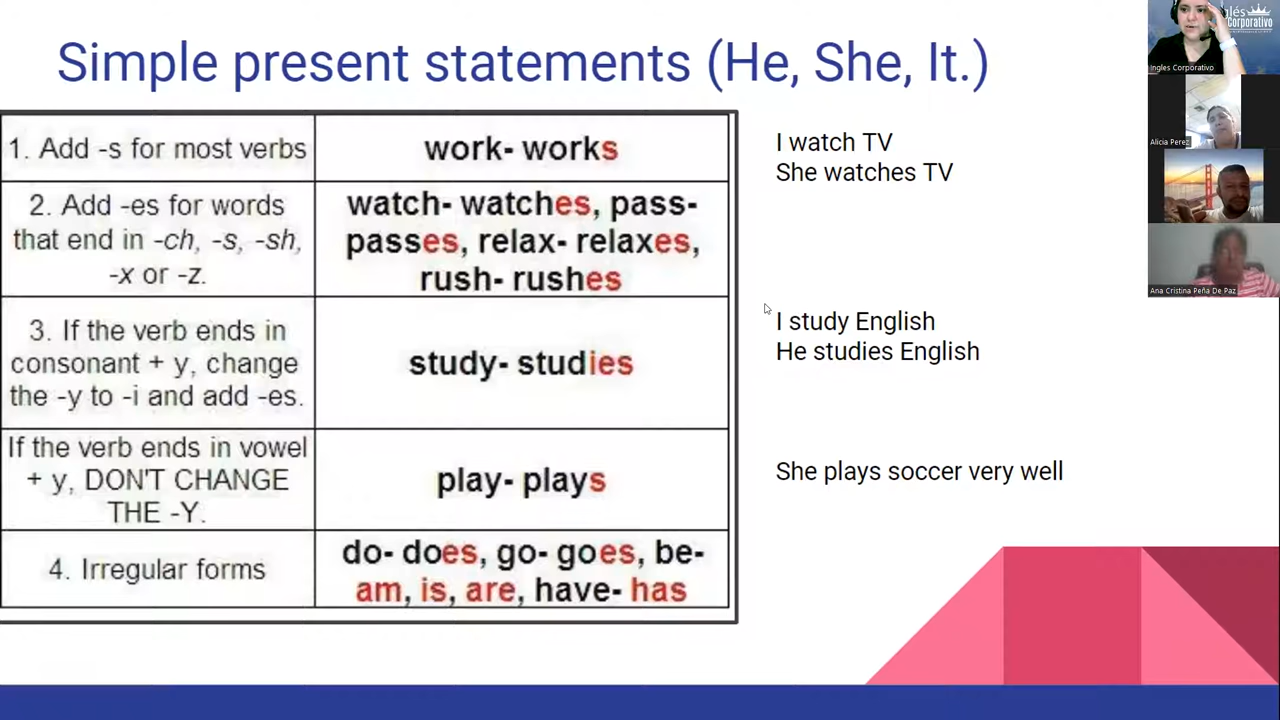 Simple present statements (He, She, It.)
1. Add -s for most verbs
work- works
2. Add -es for words
that end in -ch, -s, -sh,
-x or -z.
watch- watches, pass-
passes, relax- relaxes,
rush- rushes
3. If the verb ends in
consonant + y, change
the -y to -i and add -es.
study- studies
If the verb ends in vowel
+ y, DON'T CHANGE
THE -Y.
play- plays
4. Irregular forms
do- does, go- goes, be-
am, is, are, have- has
I watch TV
She watches TV
I study English
He studies English
She plays soccer very well
Ingles Corporativo
Alicia Perez
Ana Cristina Peña De Paz